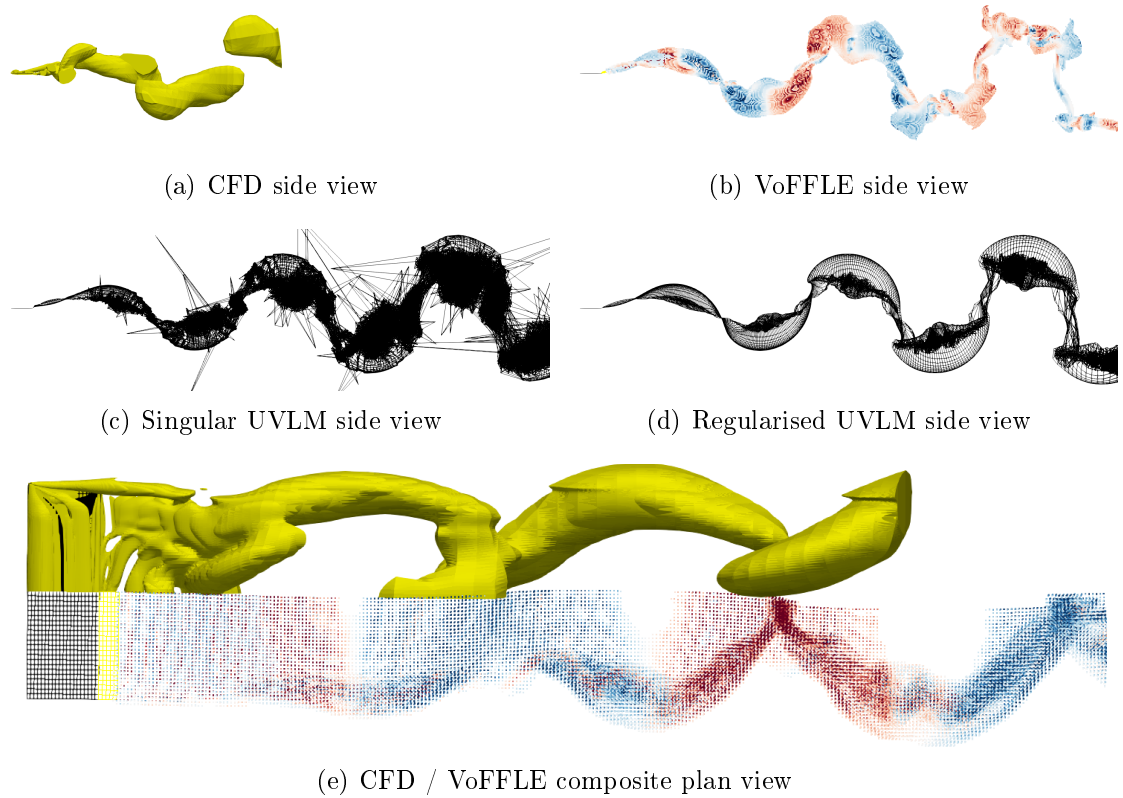 (a) CFD side view
(b) VoFFLE side view
(c) Singular UVLM side view
(d) Regularised UVLM side view
(e) CFD / VoFFLE composite plan view